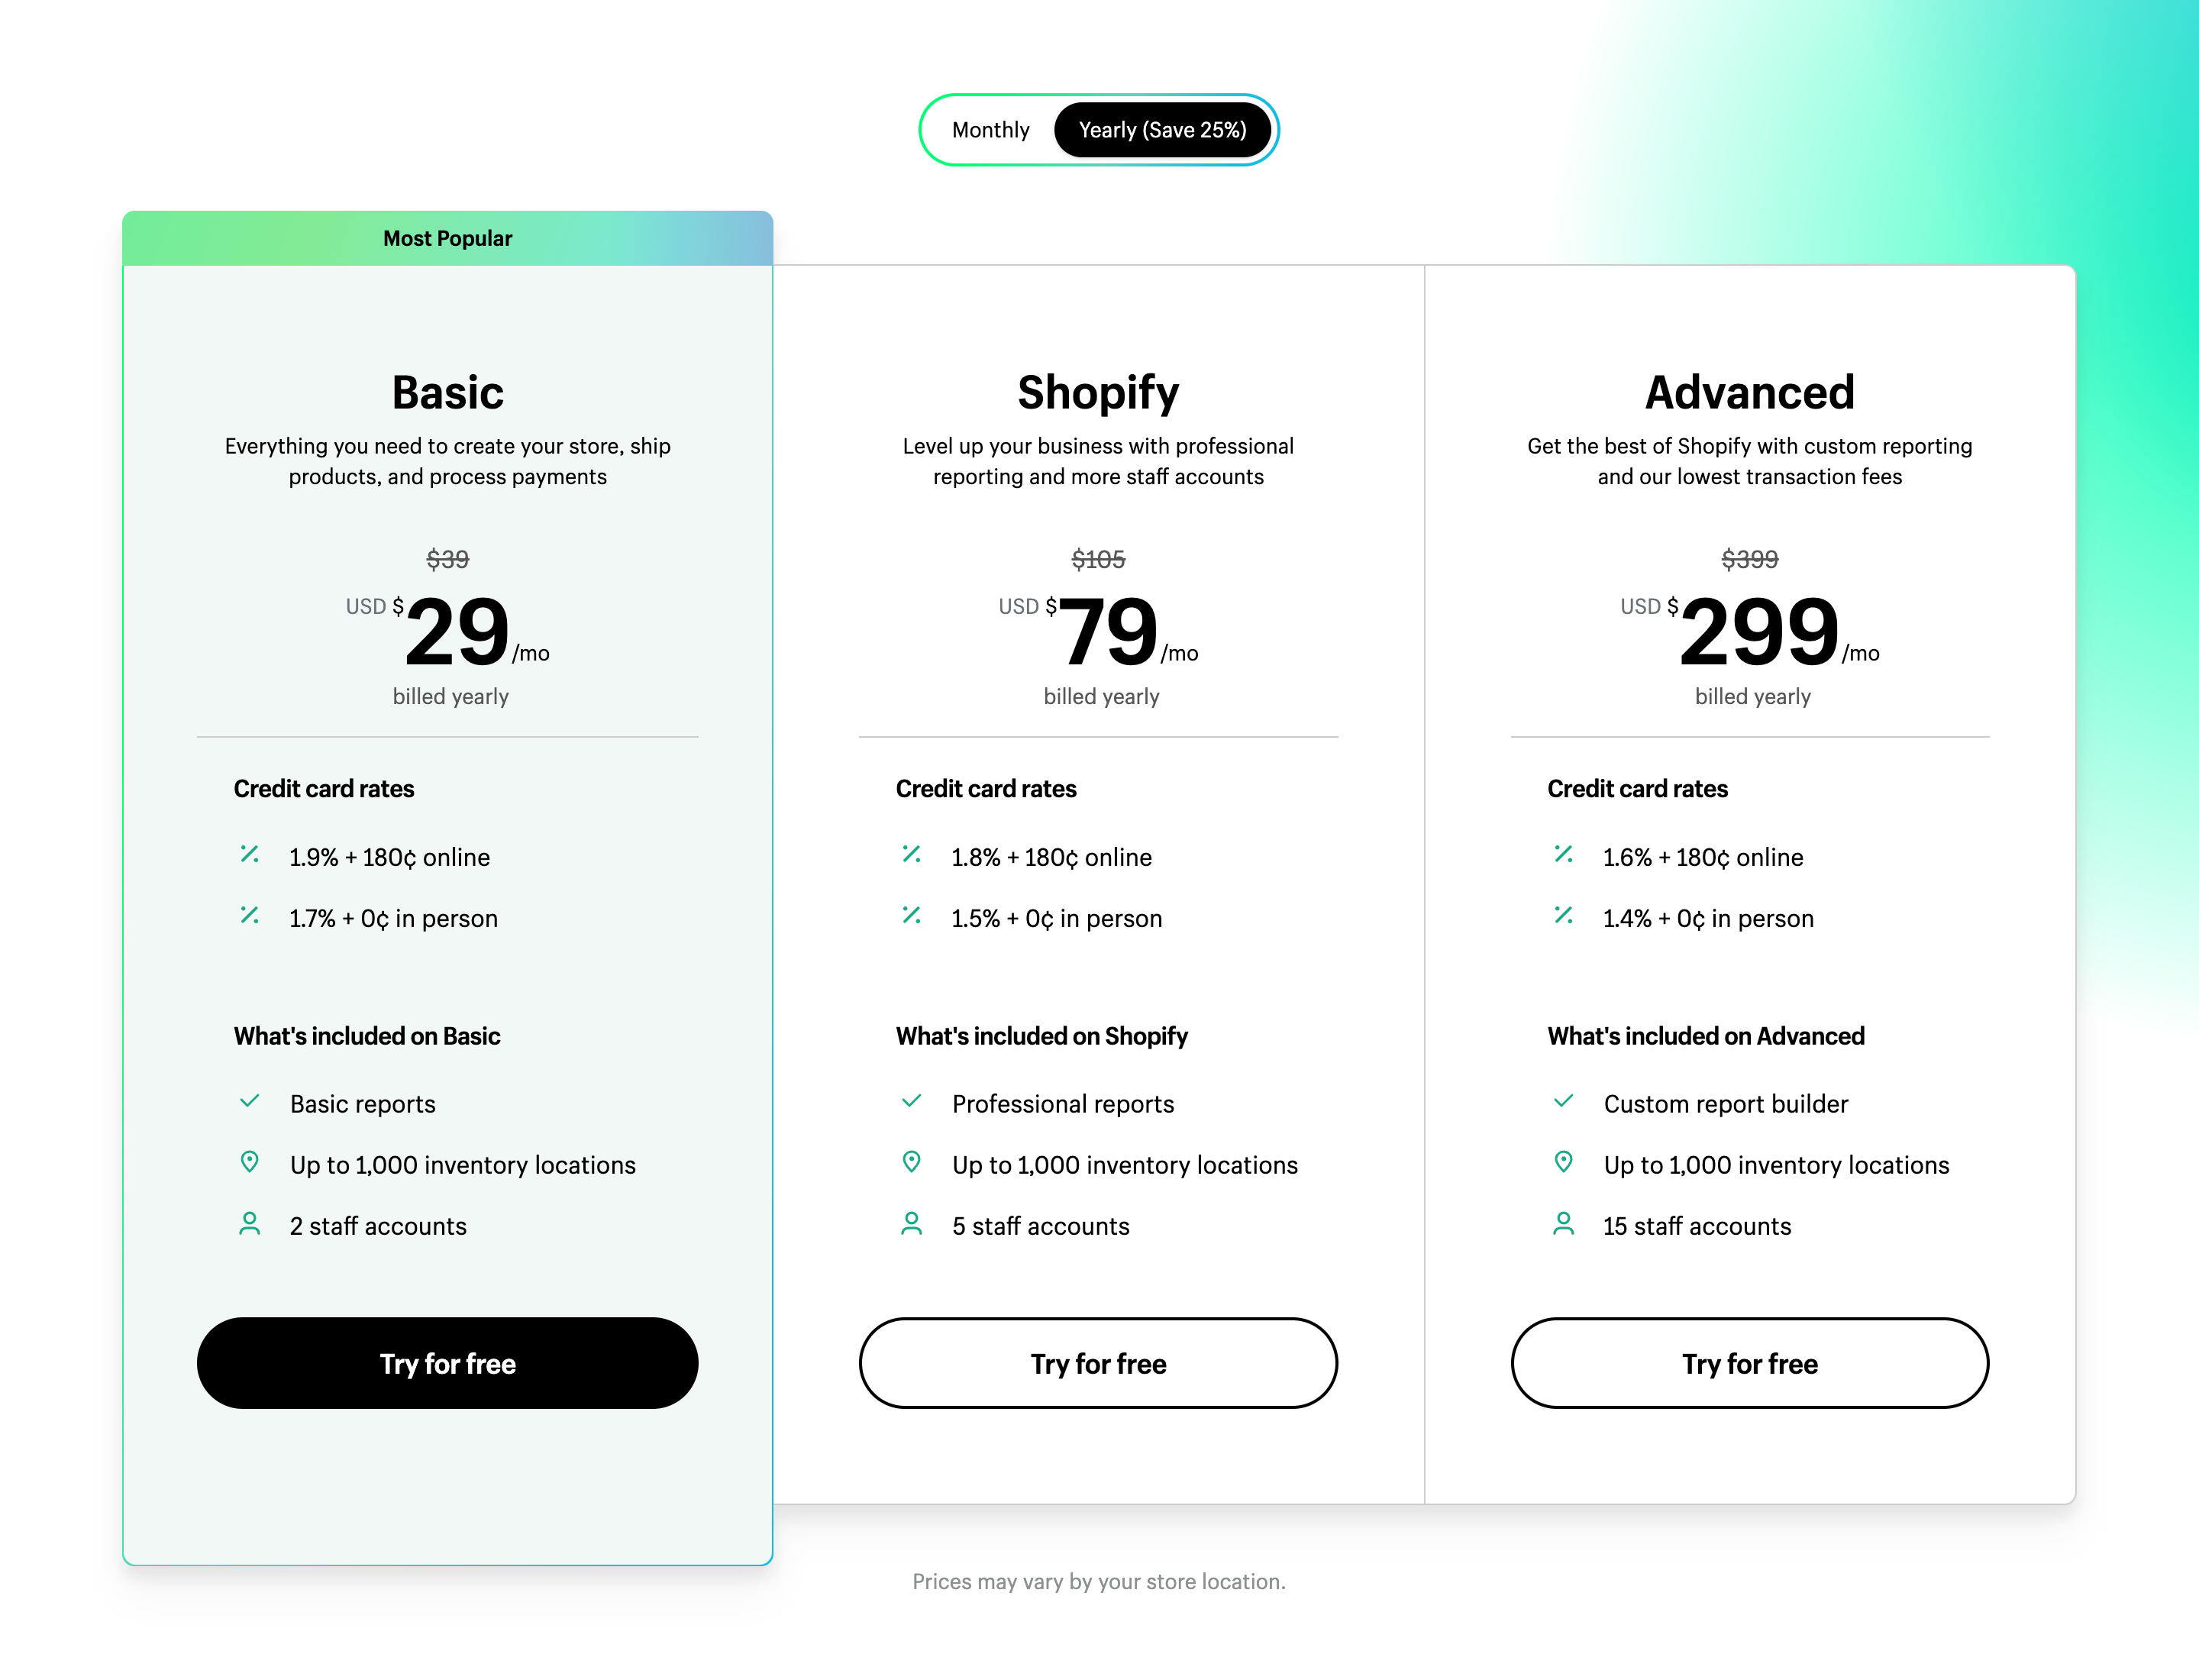 Monthly
Yearly (Save 25%)
Most Popular
Basic
Everything you need to create your store, ship
products, and process payments
$39
USD $29/mo
billed yearly
Credit card rates
1.9% + 180¢ online
1.7% + 0¢ in person
What's included on Basic
Basic reports
Up to 1,000 inventory locations
2 staff accounts
Try for free
Shopify
Level up your business with professional
reporting and more staff accounts
$105
USD $79/mo
billed yearly
Credit card rates
1.8% + 180¢ online
1.5% + 0¢ in person
What's included on Shopify
Professional reports
Up to 1,000 inventory locations
5 staff accounts
Try for free
Advanced
Get the best of Shopify with custom reporting
and our lowest transaction fees
$399
USD $299/mo
billed yearly
Credit card rates
1.6% + 180¢ online
1.4% + 0¢ in person
What's included on Advanced
Custom report builder
Up to 1,000 inventory locations
15 staff accounts
Try for free
Prices may vary by your store location.